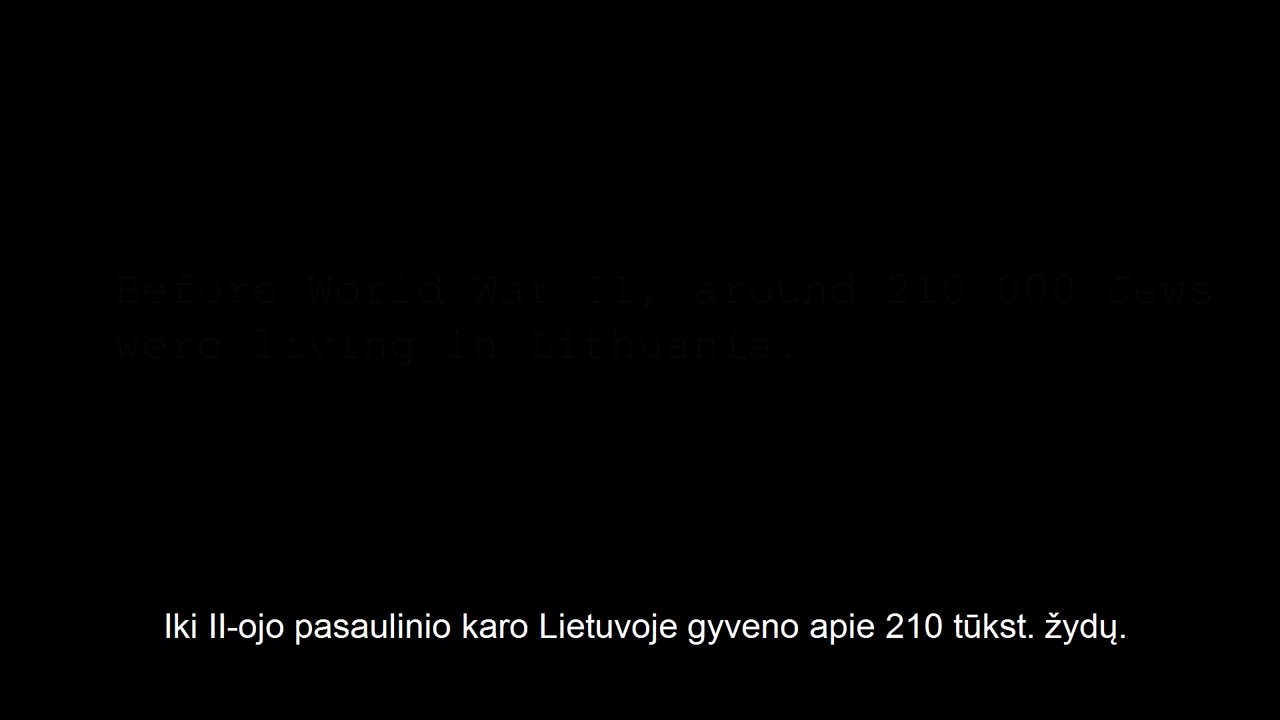 Before World War II, around 210 000 Jews
were living in Lithuania.
Iki II-ojo pasaulinio karo Lietuvoje gyveno apie 210 tūkst. žydų.